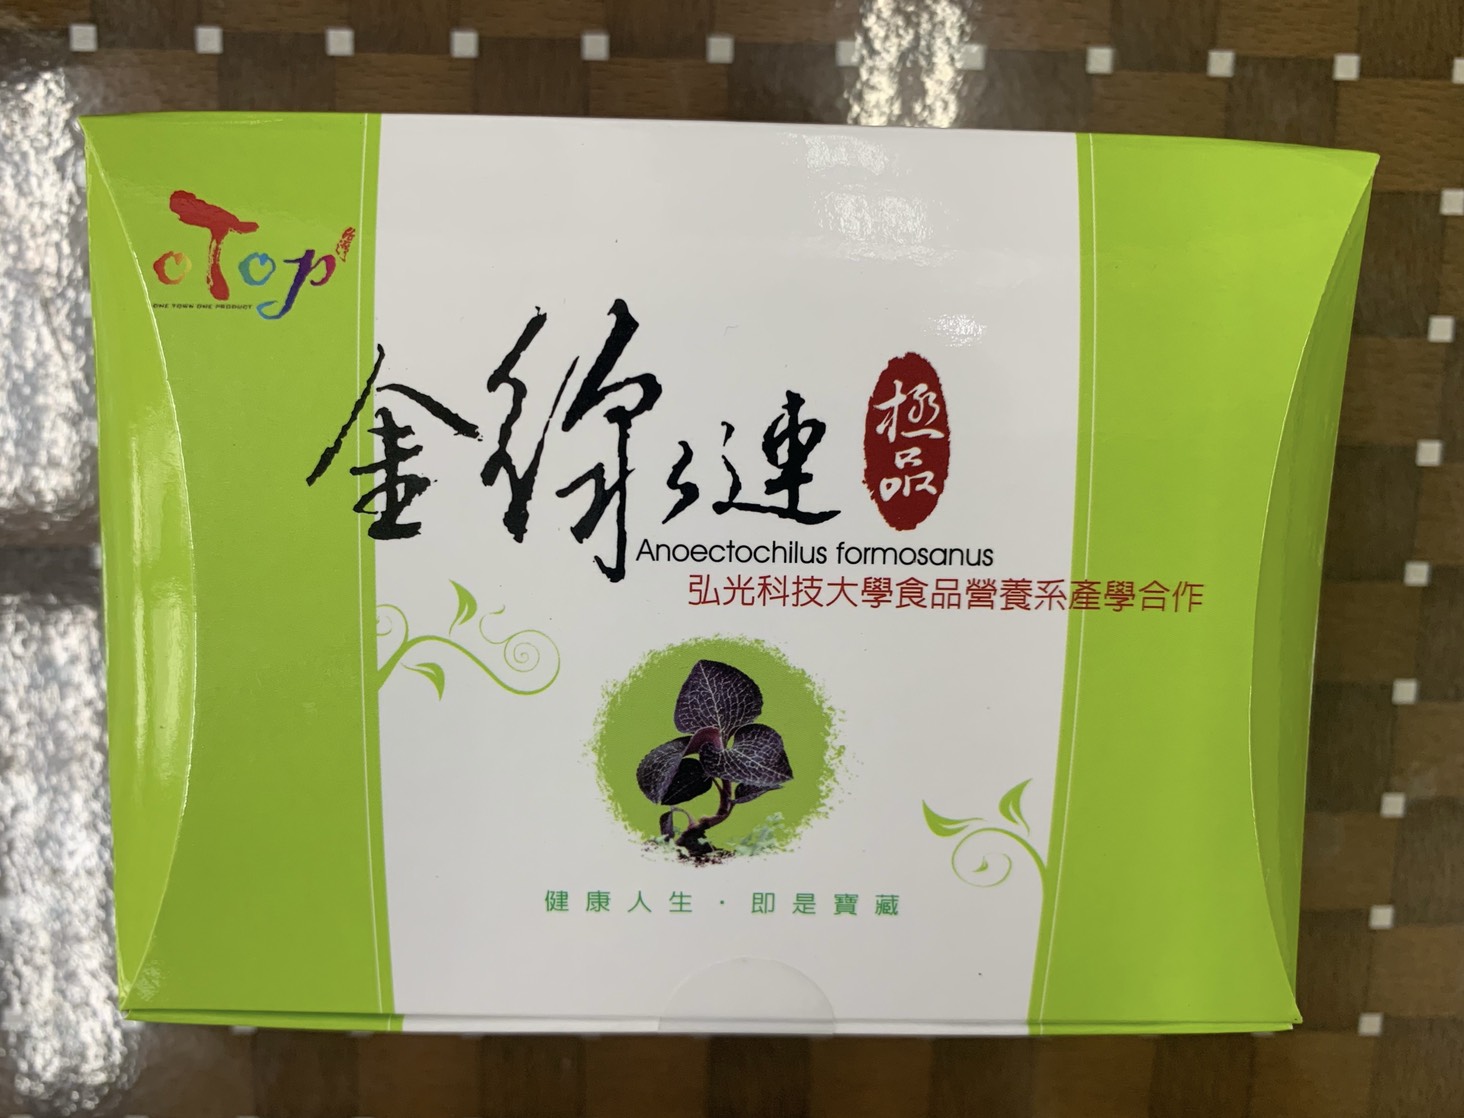 oTop
ONE TOWN ONE PRODUCT
金線蓮
極品
Anoectochilus formosanus
弘光科技大學食品營養系產學合作
健康人生・即是寶藏